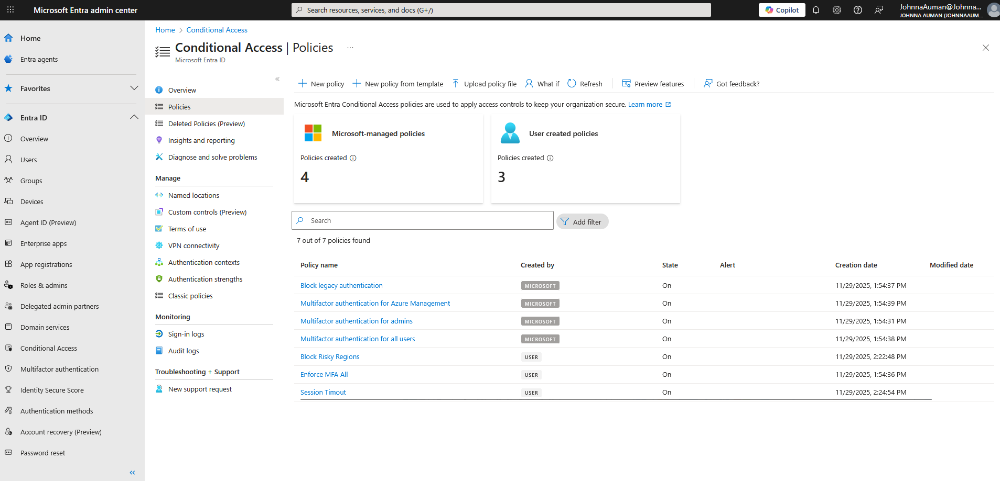 Microsoft Entra admin center
Search resources, services, and docs (G+/)
Copilot
JohnnaAuman@Johnna...
JOHNNA AUMAN (JOHNNAAUM...
Home
Entra agents
Favorites
Entra ID
Overview
Users
Groups
Devices
Agent ID (Preview)
Enterprise apps
App registrations
Roles & admins
Delegated admin partners
Domain services
Conditional Access
Multifactor authentication
Identity Secure Score
Authentication methods
Account recovery (Preview)
Password reset
Home > Conditional Access
Conditional Access | Policies ...
Microsoft Entra ID
Overview
Policies
Deleted Policies (Preview)
Insights and reporting
Diagnose and solve problems
Manage
Named locations
Custom controls (Preview)
Terms of use
VPN connectivity
Authentication contexts
Authentication strengths
Classic policies
Monitoring
Sign-in logs
Audit logs
Troubleshooting + Support
New support request
New policy New policy from template Upload policy file What if Refresh Preview features Got feedback?
Microsoft Entra Conditional Access policies are used to apply access controls to keep your organization secure. Learn more
Microsoft-managed policies
Policies created
4
User created policies
Policies created
3
Search
Add filter
7 out of 7 policies found
Policy name Created by State Alert Creation date Modified date
Block legacy authentication MICROSOFT On 11/29/2025, 1:54:37 PM
Multifactor authentication for Azure Management MICROSOFT On 11/29/2025, 1:54:39 PM
Multifactor authentication for admins MICROSOFT On 11/29/2025, 1:54:31 PM
Multifactor authentication for all users MICROSOFT On 11/29/2025, 1:54:38 PM
Block Risky Regions USER On 11/29/2025, 2:22:48 PM
Enforce MFA All USER On 11/29/2025, 1:54:36 PM
Session Timout USER On 11/29/2025, 2:24:54 PM